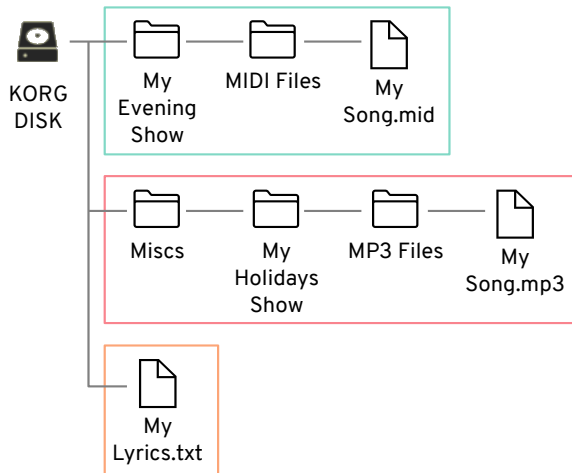 KORG
DISK
My
Evening
Show
MIDI Files
My
Song.mid
Miscs
My
Holidays
Show
MP3 Files
My
Song.mp3
My
Lyrics.txt